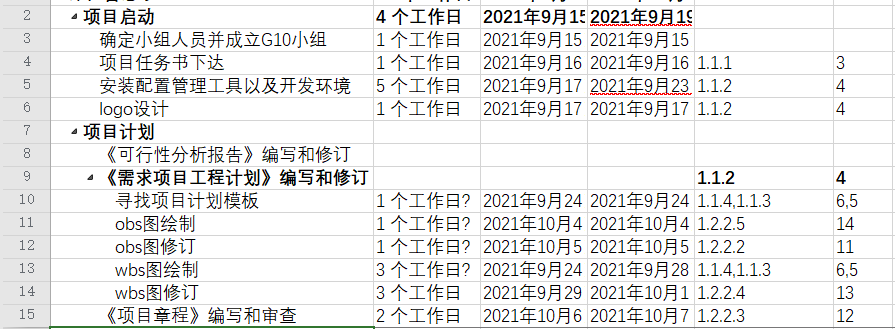 2 项目启动 4 个工作日 2021年9月15 2021年9月19
3 确定小组人员并成立G10小组 1 个工作日 2021年9月15 2021年9月15
4 项目任务书下达 1 个工作日 2021年9月16 2021年9月16 1.1.1 3
5 安装配置管理工具以及开发环境 5 个工作日 2021年9月17 2021年9月23 1.1.2 4
6 logo设计 1 个工作日 2021年9月17 2021年9月17 1.1.2 4
7 项目计划
8 《可行性分析报告》编写和修订
9 《需求项目工程计划》编写和修订 1.1.2 4
10 寻找项目计划模板 1 个工作日? 2021年9月24 2021年9月24 1.1.4,1.1.3 6,5
11 obs图绘制 1 个工作日? 2021年10月4 2021年10月4 1.2.2.5 14
12 obs图修订 1 个工作日? 2021年10月5 2021年10月5 1.2.2.2 11
13 wbs图绘制 3 个工作日? 2021年9月24 2021年9月28 1.1.4,1.1.3 6,5
14 wbs图修订 3 个工作日 2021年9月29 2021年10月1 1.2.2.4 13
15 《项目章程》编写和审查 2 个工作日 2021年10月6 2021年10月7 1.2.2.3 12